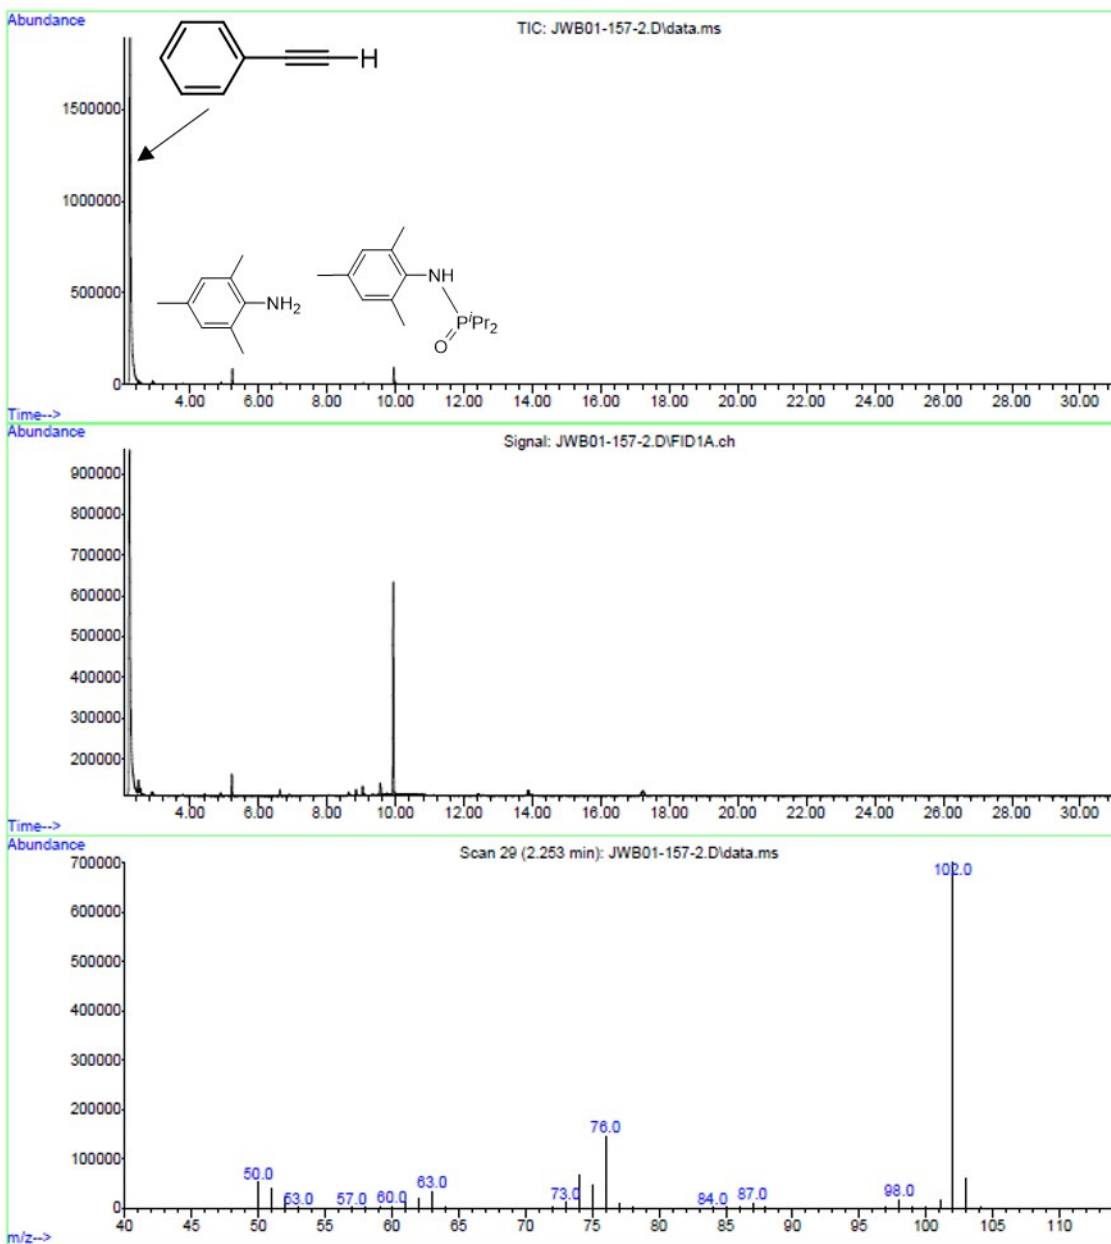 Abundance
TIC: JWB01-157-2.D\data.ms
H
1500000
1000000
500000
NH2
NH
PiPr2
O
0
4.00 6.00 8.00 10.00 12.00 14.00 16.00 18.00 20.00 22.00 24.00 26.00 28.00 30.00
Time-->
Abundance
Signal: JWB01-157-2.D\FID1A.ch
900000
800000
700000
600000
500000
400000
300000
200000
4.00 6.00 8.00 10.00 12.00 14.00 16.00 18.00 20.00 22.00 24.00 26.00 28.00 30.00
Time-->
Abundance
Scan 29 (2.253 min): JWB01-157-2.D\data.ms
700000
102.0
600000
500000
400000
300000
200000
76.0
100000
50.0
53.0 57.0 60.0
63.0
73.0
84.0 87.0
98.0
0
40 45 50 55 60 65 70 75 80 85 90 95 100 105 110
m/z-->